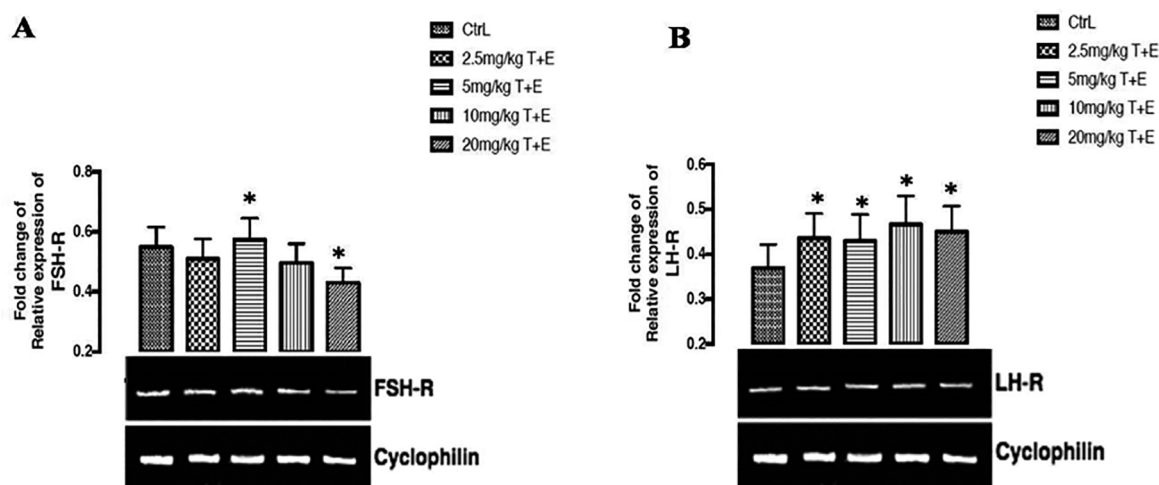 A
CtrL
2.5mg/kg T+E
5mg/kg T+E
10mg/kg T+E
20mg/kg T+E
Fold change of
Relative expression of
FSH-R
0.8
0.6
0.4
0.2
*
*
FSH-R
Cyclophilin
B
CtrL
2.5mg/kg T+E
5mg/kg T+E
10mg/kg T+E
20mg/kg T+E
Fold change of
Relative expression of
LH-R
0.6
0.5
0.4
0.3
0.2
*
*
*
*
LH-R
Cyclophilin